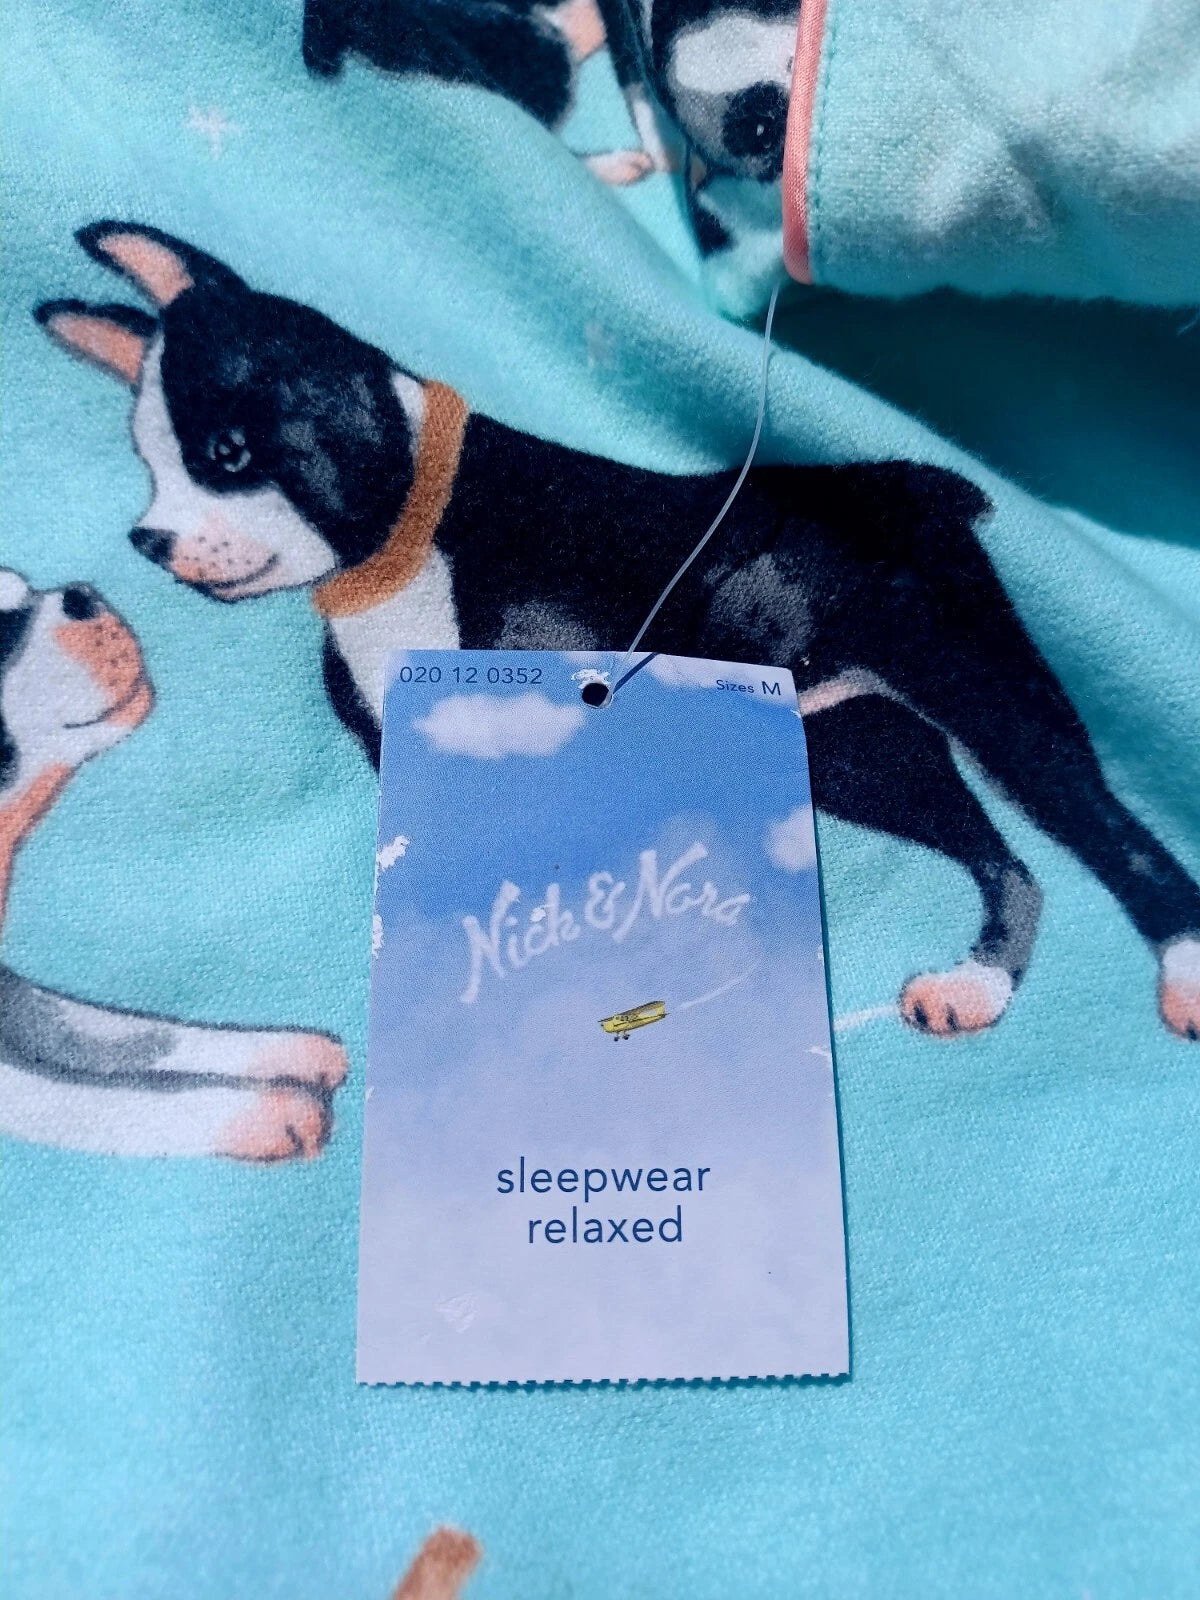 020 12 0352
Sizes M
Nick & Nora
sleepwear
relaxed